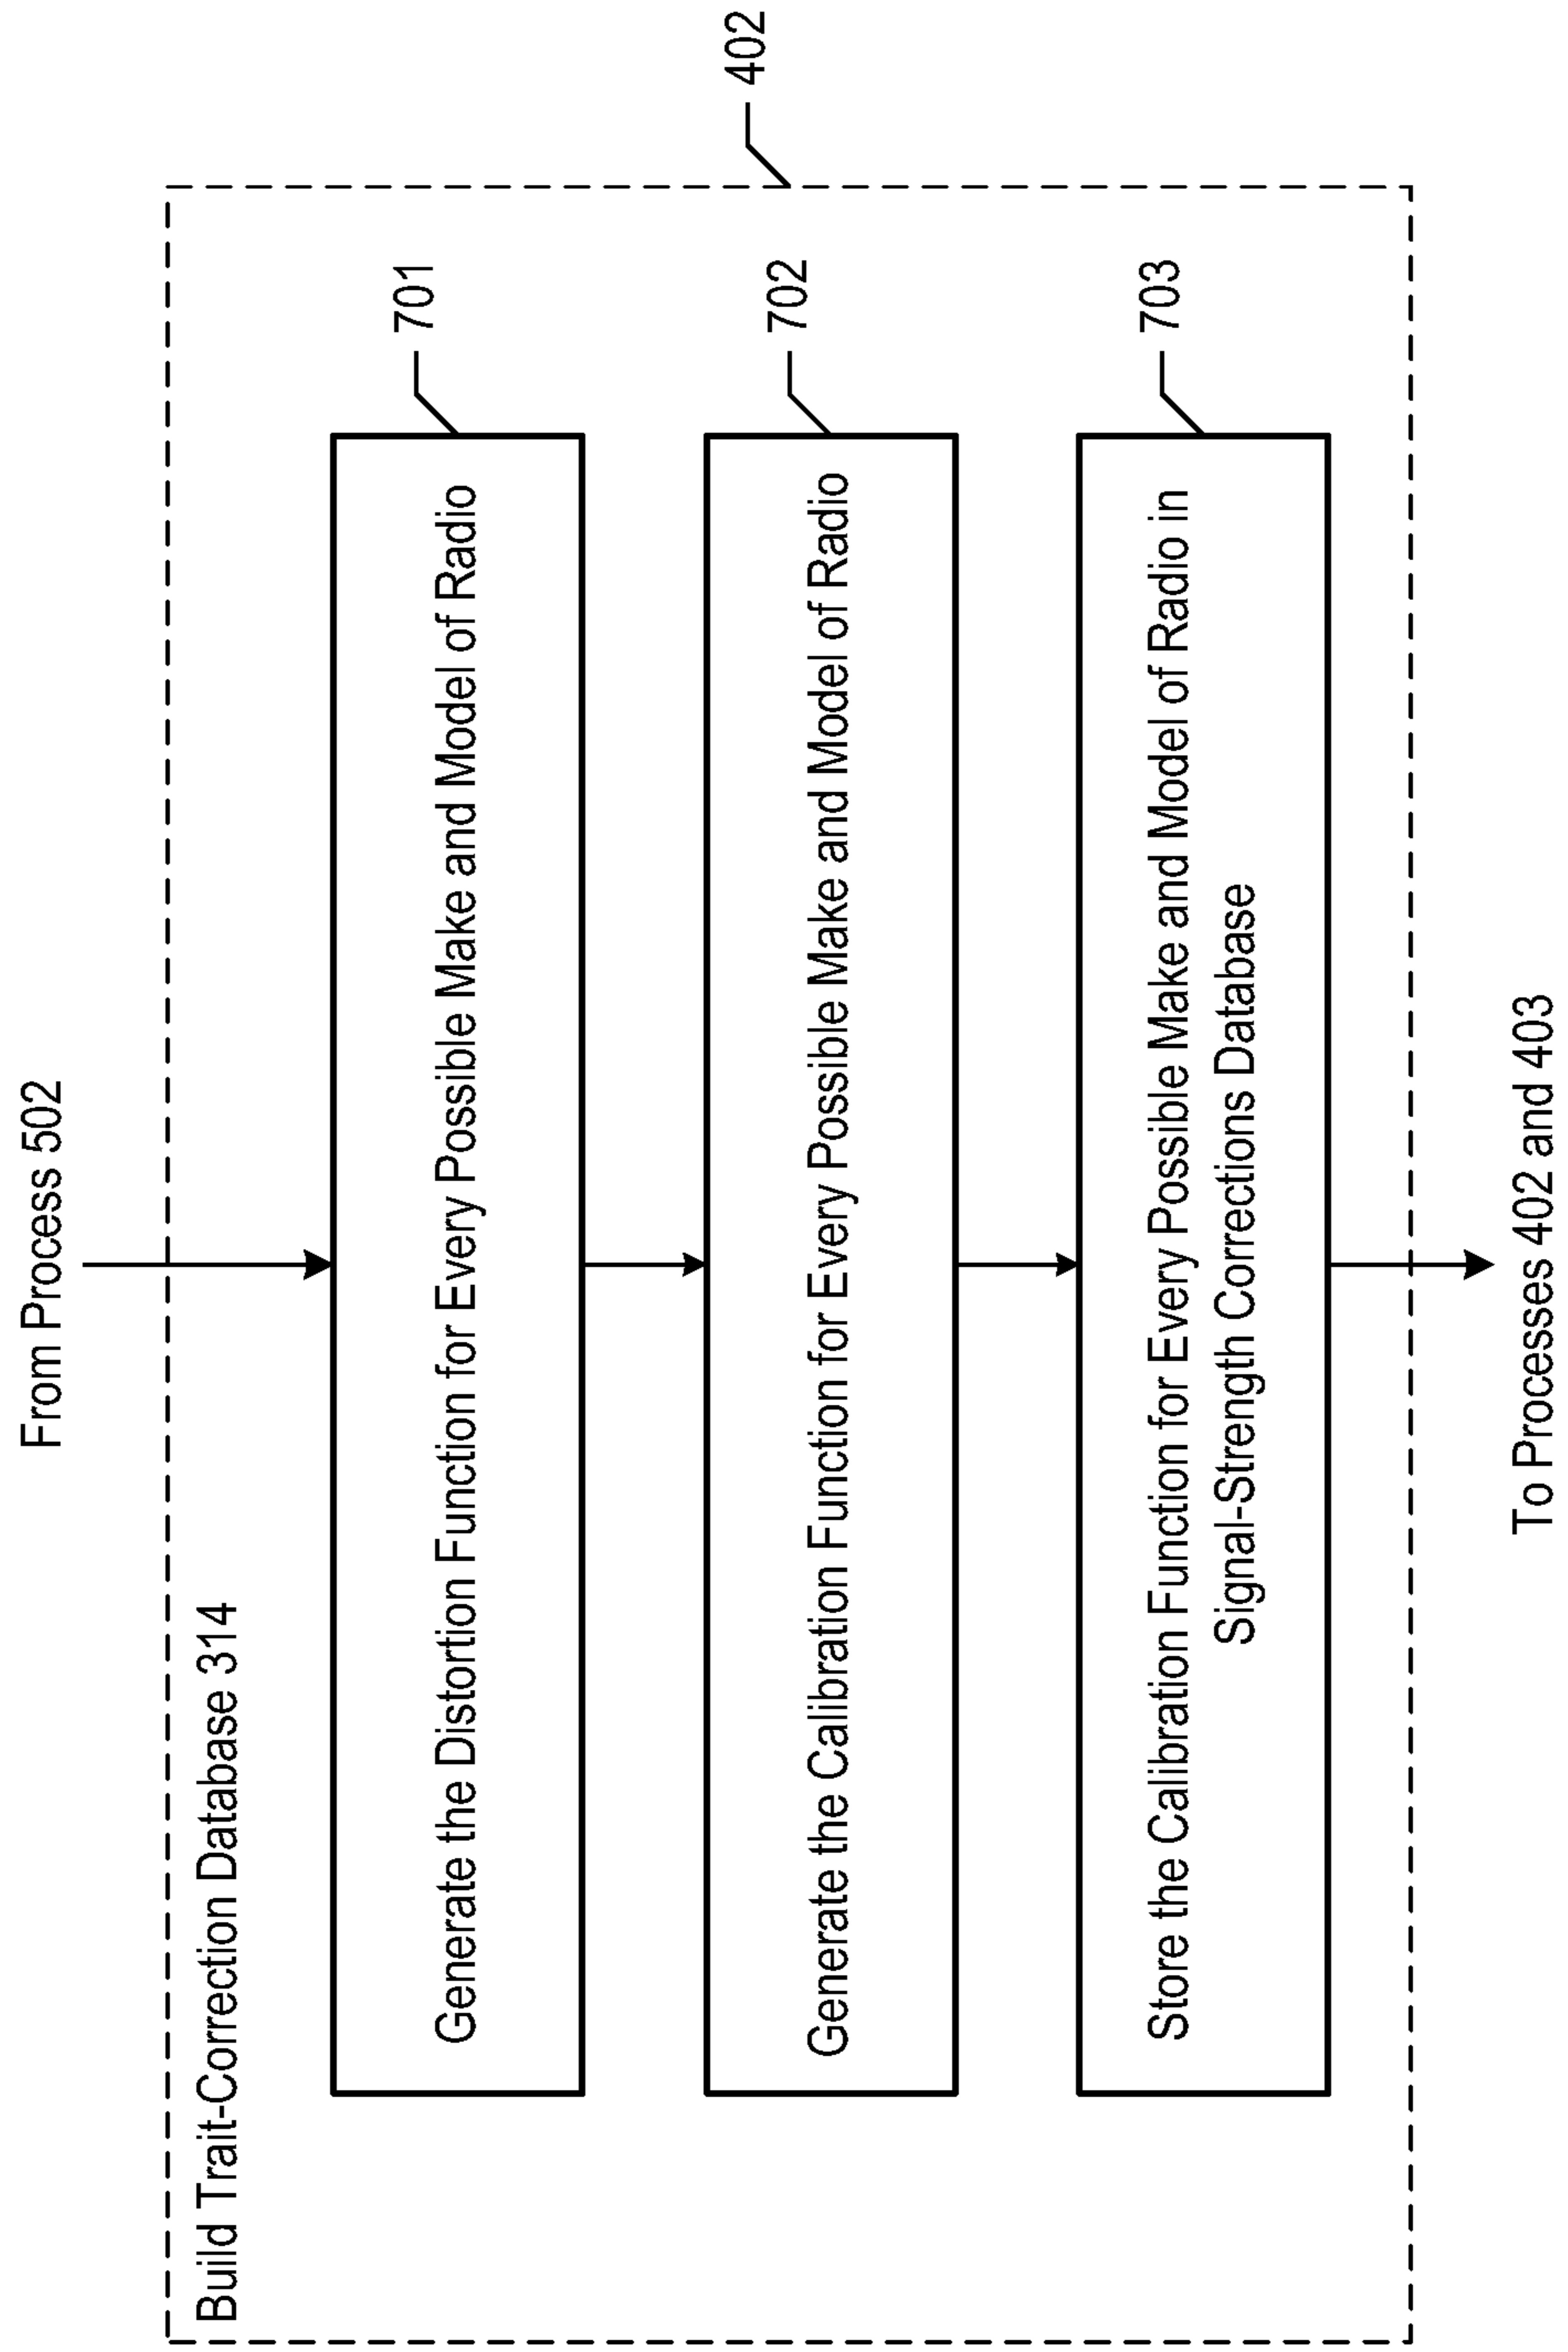 From Process 502
402
Build Trait-Correction Database 314
701
Generate the Distortion Function for Every Possible Make and Model of Radio
702
Generate the Calibration Function for Every Possible Make and Model of Radio
703
Store the Calibration Function for Every Possible Make and Model of Radio in
Signal-Strength Corrections Database
To Processes 402 and 403